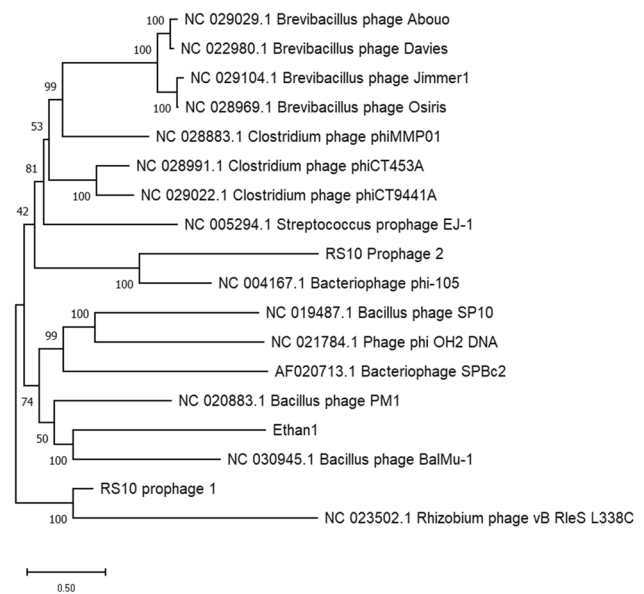 100
NC 029029.1 Brevibacillus phage Abouo
100
NC 022980.1 Brevibacillus phage Davies
NC 029104.1 Brevibacillus phage Jimmer1
99
100
NC 028969.1 Brevibacillus phage Osiris
53
NC 028883.1 Clostridium phage phiMMP01
81
NC 028991.1 Clostridium phage phiCT453A
100
NC 029022.1 Clostridium phage phiCT9441A
42
NC 005294.1 Streptococcus prophage EJ-1
RS10 Prophage 2
100
NC 004167.1 Bacteriophage phi-105
100
NC 019487.1 Bacillus phage SP10
99
NC 021784.1 Phage phi OH2 DNA
AF020713.1 Bacteriophage SPBc2
74
NC 020883.1 Bacillus phage PM1
50
Ethan1
100
NC 030945.1 Bacillus phage BalMu-1
RS10 prophage 1
100
NC 023502.1 Rhizobium phage vB RleS L338C
0.50